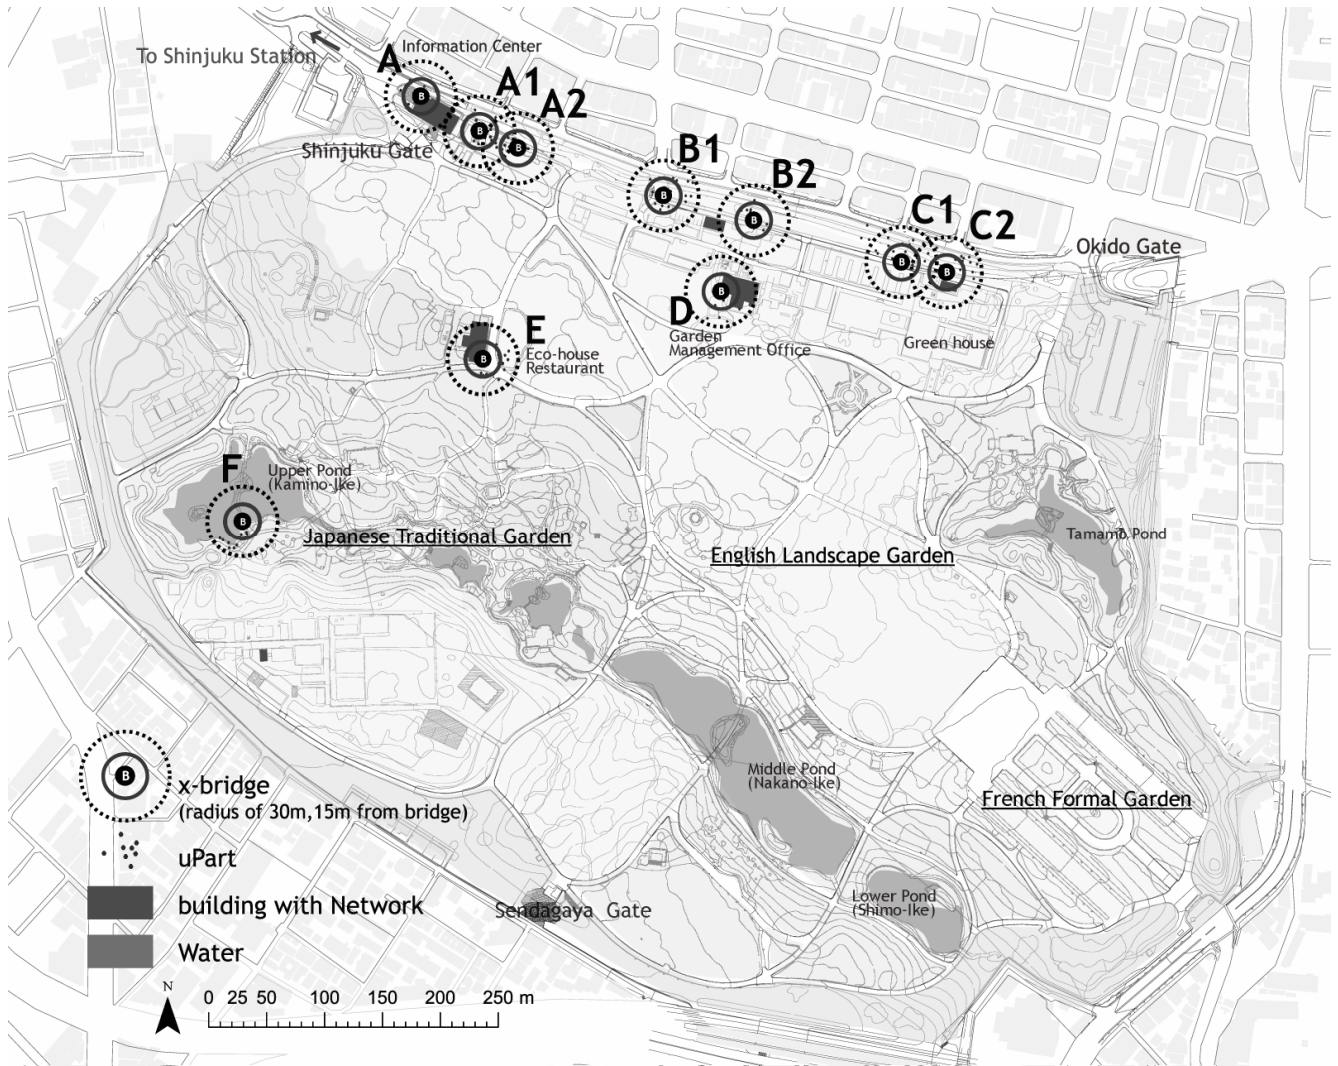 To Shinjuku Station
Information Center
A
A1
A2
Shinjuku Gate
B1
B2
C1
C2
Okido Gate
D
Garden
Management Office
Green house
E
Eco-house
Restaurant
F
Upper Pond
(Kamino-Ike)
Japanese Traditional Garden
English Landscape Garden
Tamamo Pond
Middle Pond
(Nakano-Ike)
French Formal Garden
Lower Pond
(Shimo-Ike)
Sendagaya Gate
B
B
B
B
B
B
B
B
B
B
B
x-bridge
(radius of 30m,15m from bridge)
uPart
building with Network
Water
N
0 25 50 100 150 200 250 m